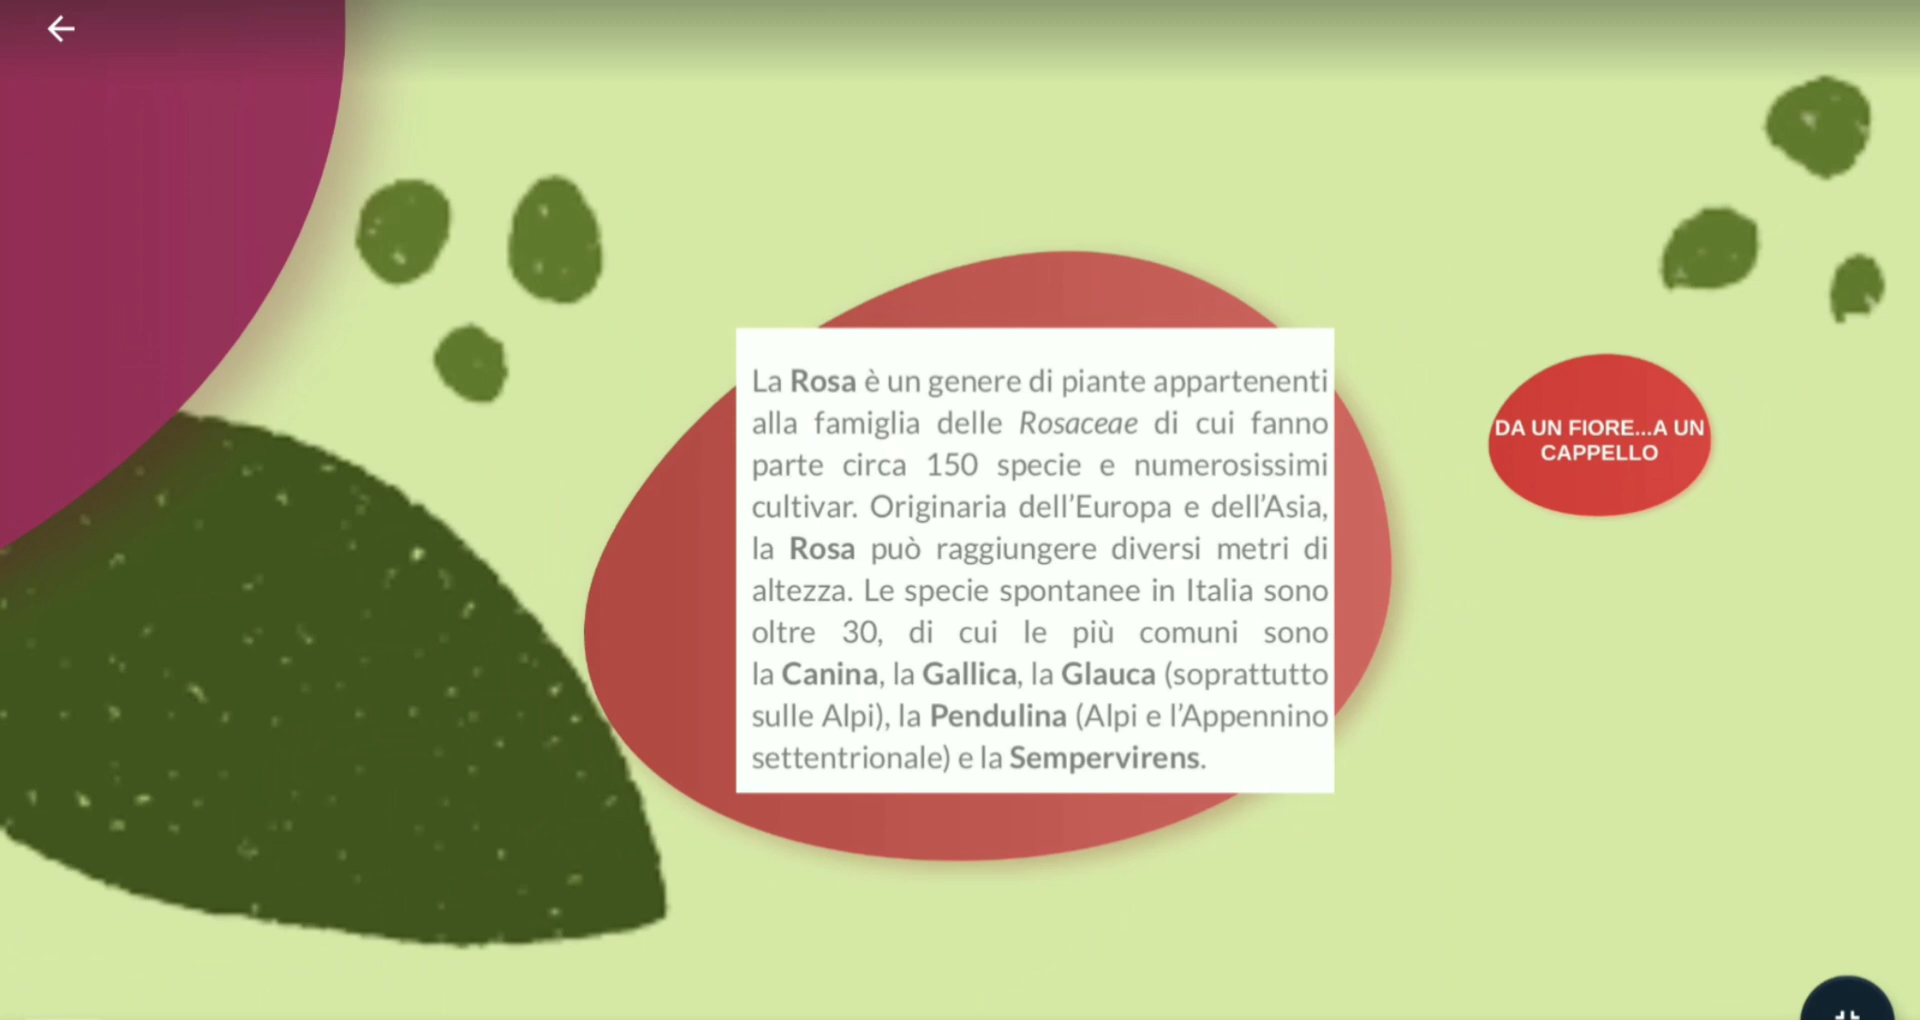 La Rosa è un genere di piante appartenenti
alla famiglia delle Rosaceae di cui fanno
parte circa 150 specie e numerosissimi
cultivar. Originaria dell’Europa e dell’Asia,
la Rosa può raggiungere diversi metri di
altezza. Le specie spontanee in Italia sono
oltre 30, di cui le più comuni sono
la Canina, la Gallica, la Glauca (soprattutto
sulle Alpi), la Pendulina (Alpi e l’Appennino
settentrionale) e la Sempervirens.
DA UN FIORE...A UN
CAPPELLO